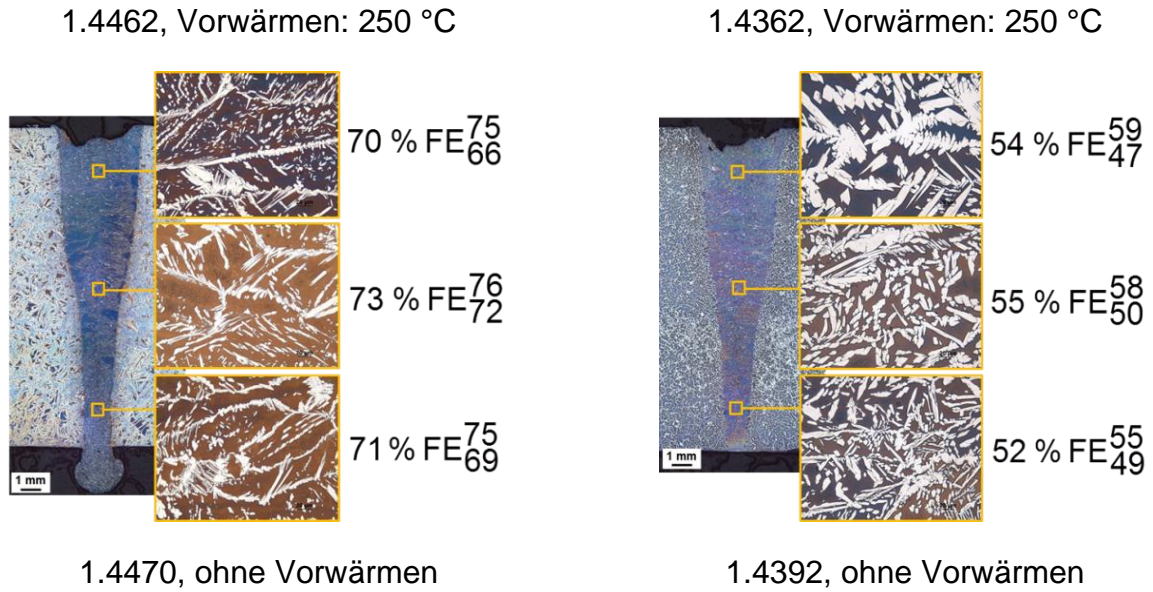 1.4462, Vorwärmen: 250 °C
1.4362, Vorwärmen: 250 °C
70 % FE 75 66
54 % FE 59 47
73 % FE 76 72
55 % FE 58 50
71 % FE 75 69
52 % FE 55 49
1 mm
1 mm
1.4470, ohne Vorwärmen
1.4392, ohne Vorwärmen